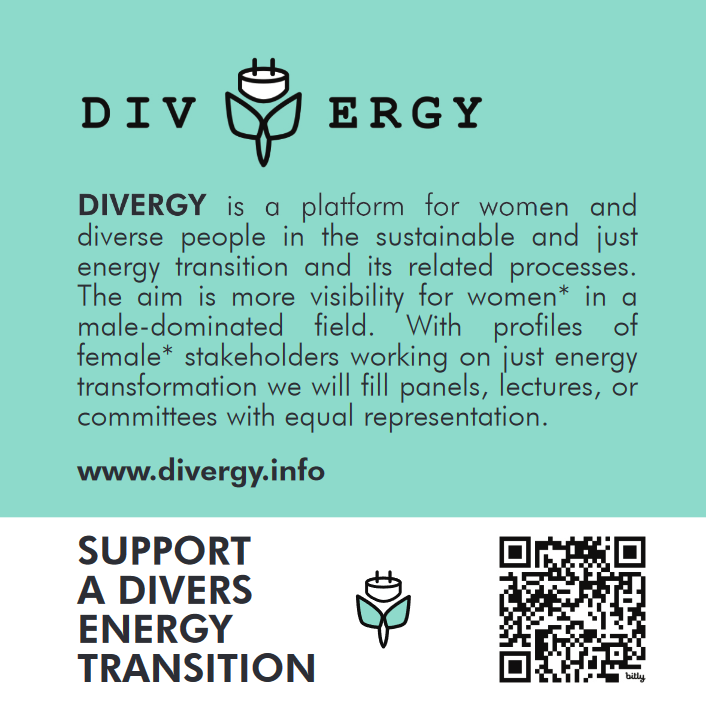 DIV ERGY
DIVERGY is a platform for women and
diverse people in the sustainable and just
energy transition and its related processes.
The aim is more visibility for women* in a
male-dominated field. With profiles of
female* stakeholders working on just energy
transformation we will fill panels, lectures, or
committees with equal representation.
www.divergy.info
SUPPORT
A DIVERS
ENERGY
TRANSITION
bitly